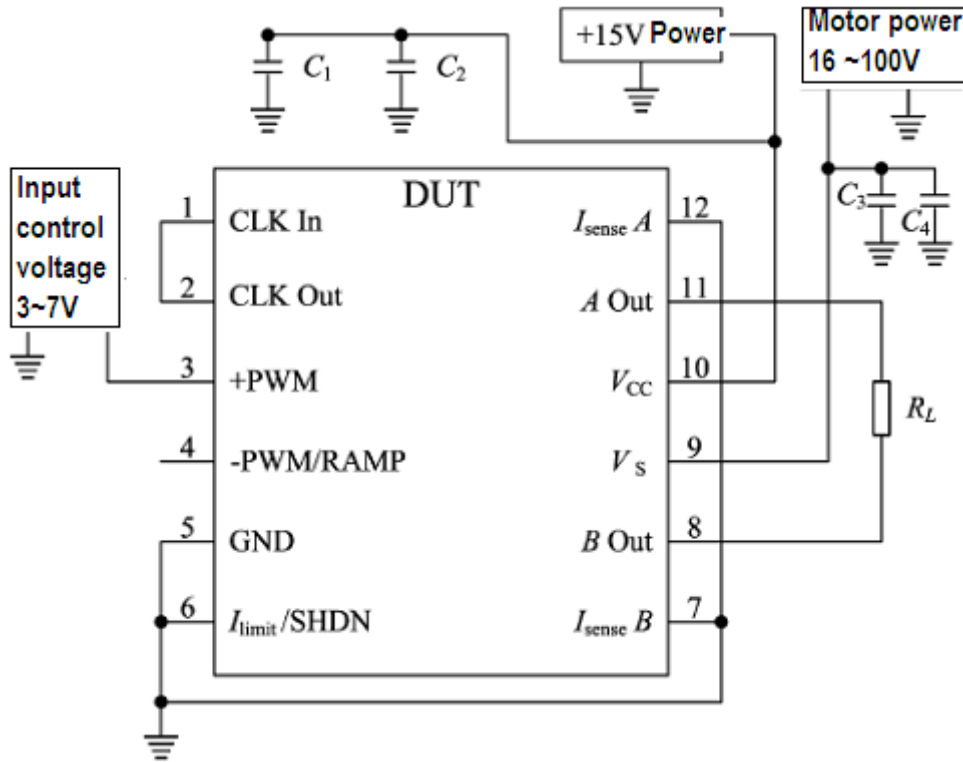 +15V Power
Motor power
16 ~100V
C1
C2
Input
control
voltage
3~7V
DUT
C3
C4
1
CLK In
Isense A
12
2
CLK Out
A Out
11
3
+PWM
VCC
10
RL
4
-PWM/RAMP
VS
9
5
GND
B Out
8
6
Ilimit/SHDN
Isense B
7